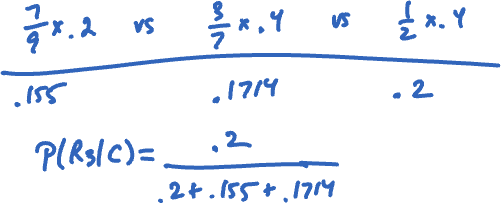 7/9 x .2 vs 3/7 x .4 vs 1/2 x .4
.155 .1714 .2
P(R3|C) = .2 / .2 + .155 + .1714